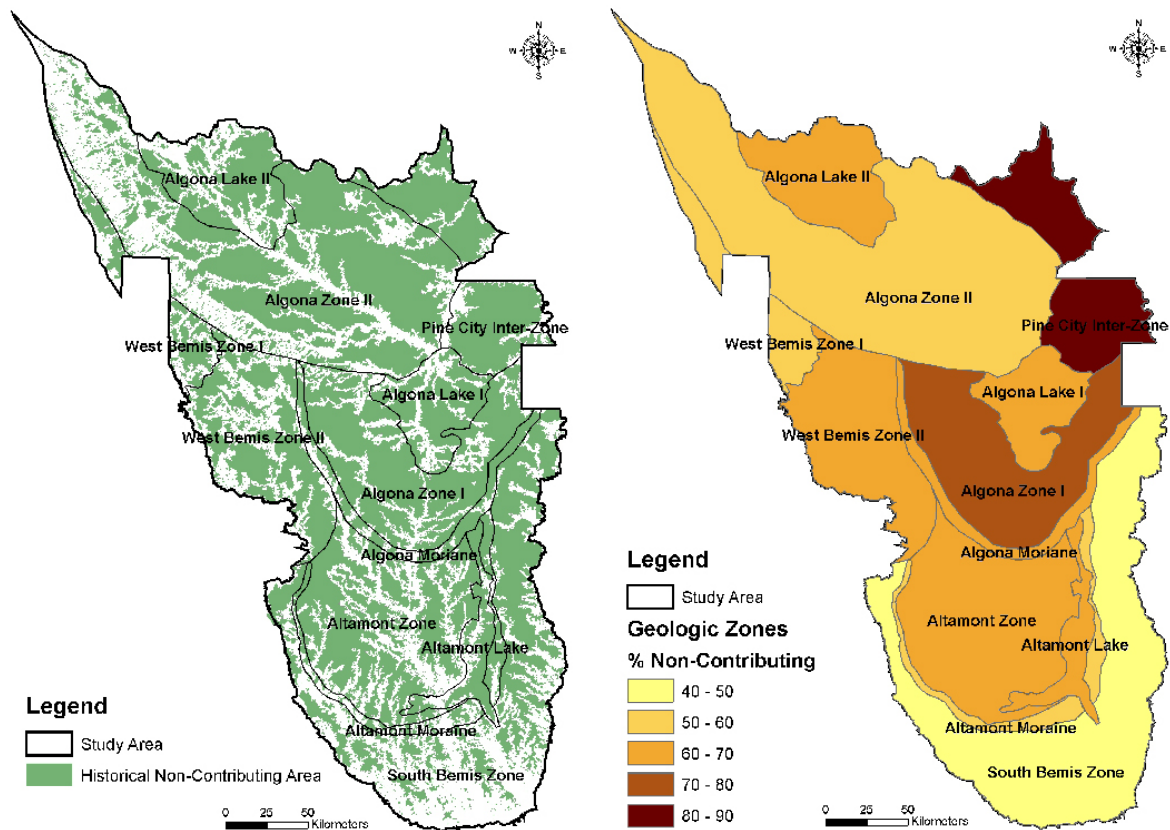 N
W E
S
Algona Lake II
Algona Zone II
Pine City Inter-Zone
West Bemis Zone I
Algona Lake I
West Bemis Zone II
Algona Zone I
Algona Moriane
Altamont Zone
Altamont Lake
Altamont Moraine
South Bemis Zone
Legend
Study Area
Historical Non-Contributing Area
0 25 50
Kilometers
N
W E
S
Algona Lake II
Algona Zone II
Pine City Inter-Zone
West Bemis Zone I
Algona Lake I
West Bemis Zone II
Algona Zone I
Algona Moriane
Altamont Zone
Altamont Lake
Altamont Moraine
South Bemis Zone
Legend
Study Area
Geologic Zones
% Non-Contributing
40 - 50
50 - 60
60 - 70
70 - 80
80 - 90
0 25 50
Kilometers